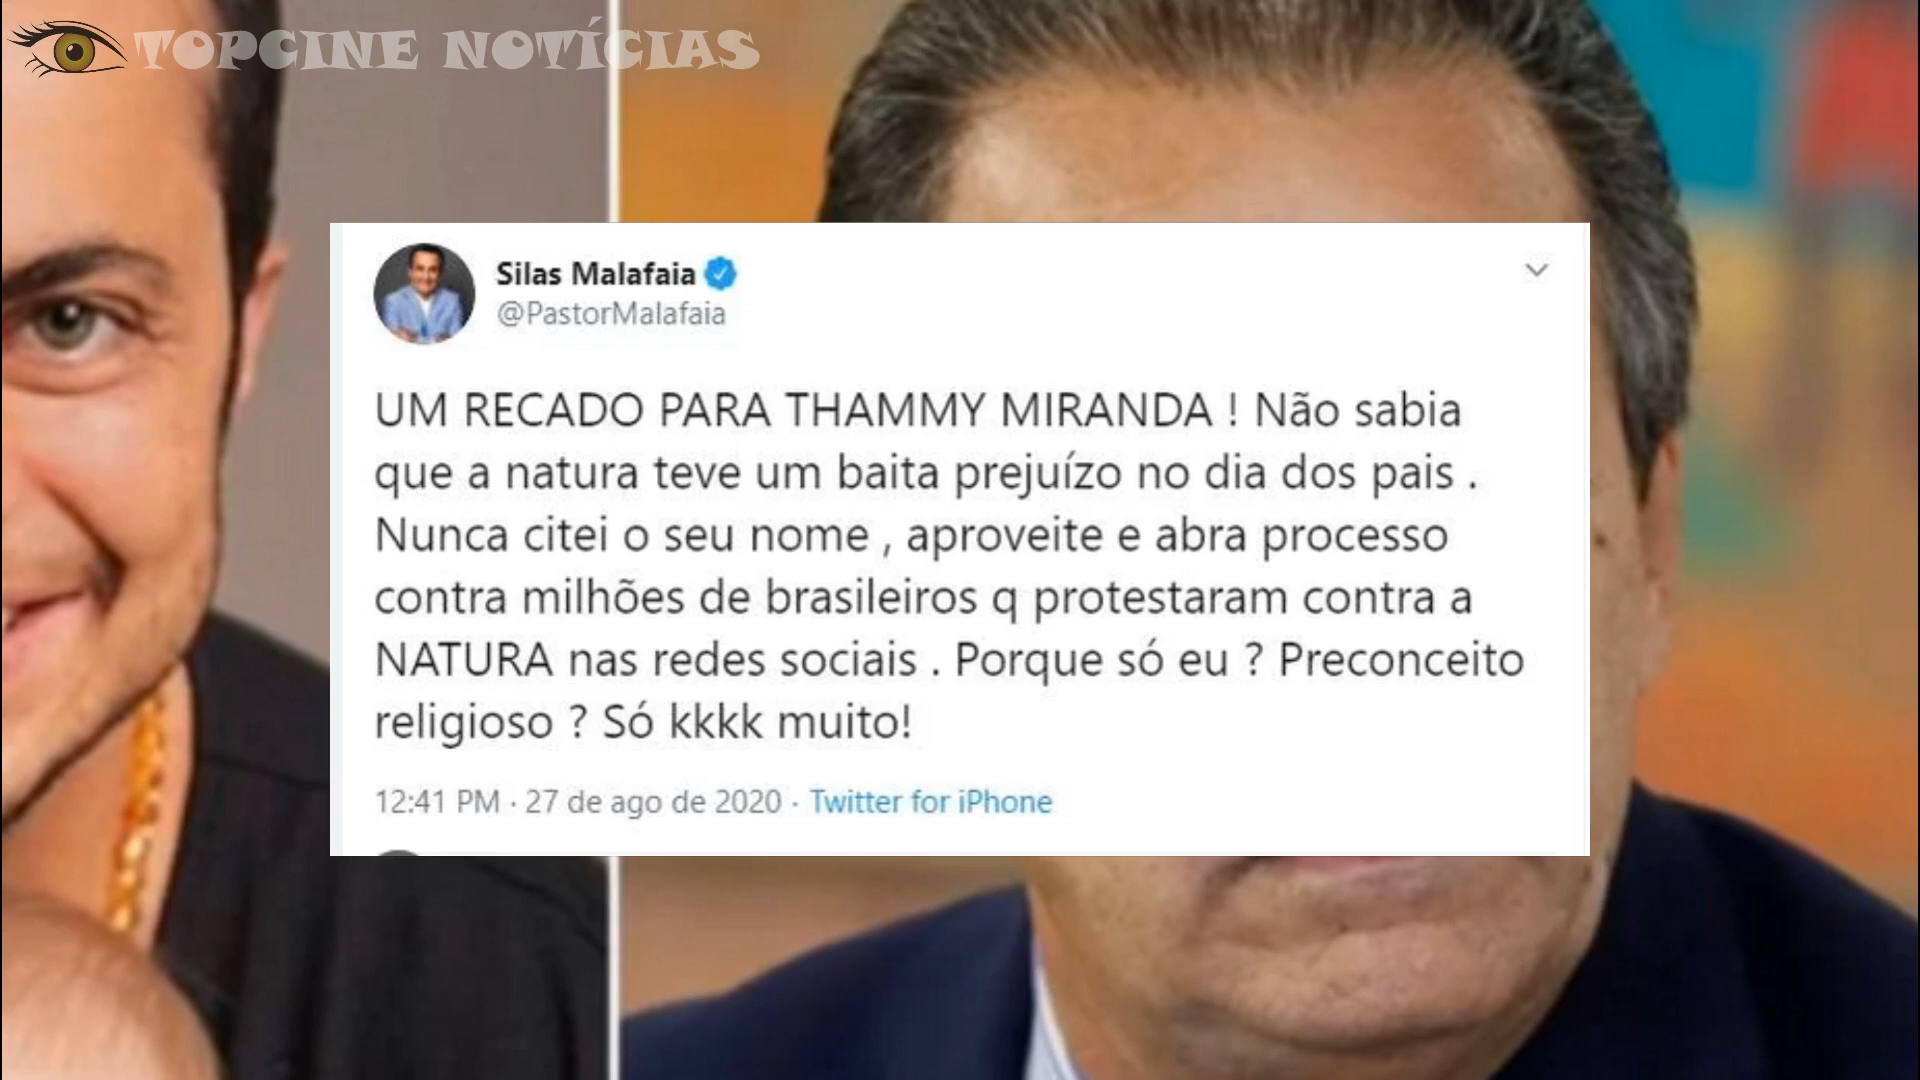 TOPCINE NOTÍCIAS
Silas Malafaia
@PastorMalafaia
UM RECADO PARA THAMMY MIRANDA ! Não sabia
que a natura teve um baita prejuízo no dia dos pais .
Nunca citei o seu nome , aproveite e abra processo
contra milhões de brasileiros q protestaram contra a
NATURA nas redes sociais . Porque só eu ? Preconceito
religioso ? Só kkkk muito!
12:41 PM · 27 de ago de 2020 · Twitter for iPhone